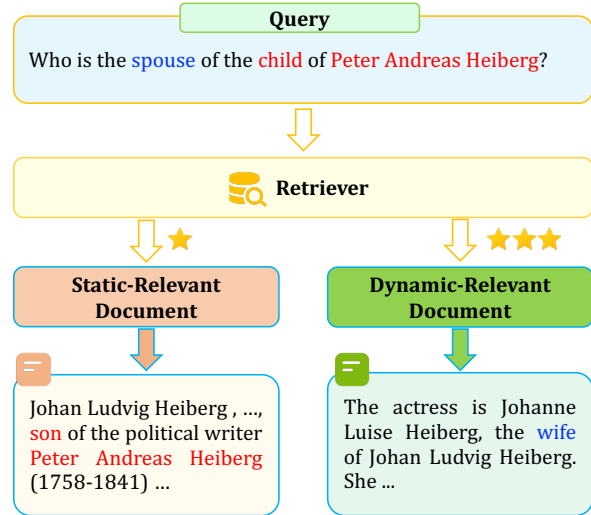 Query
Who is the spouse of the child of Peter Andreas Heiberg?
Retriever
Static-Relevant
Document
Dynamic-Relevant
Document
Johan Ludvig Heiberg , …,
son of the political writer
Peter Andreas Heiberg
(1758-1841) …
The actress is Johanne
Luise Heiberg, the wife
of Johan Ludvig Heiberg.
She ...